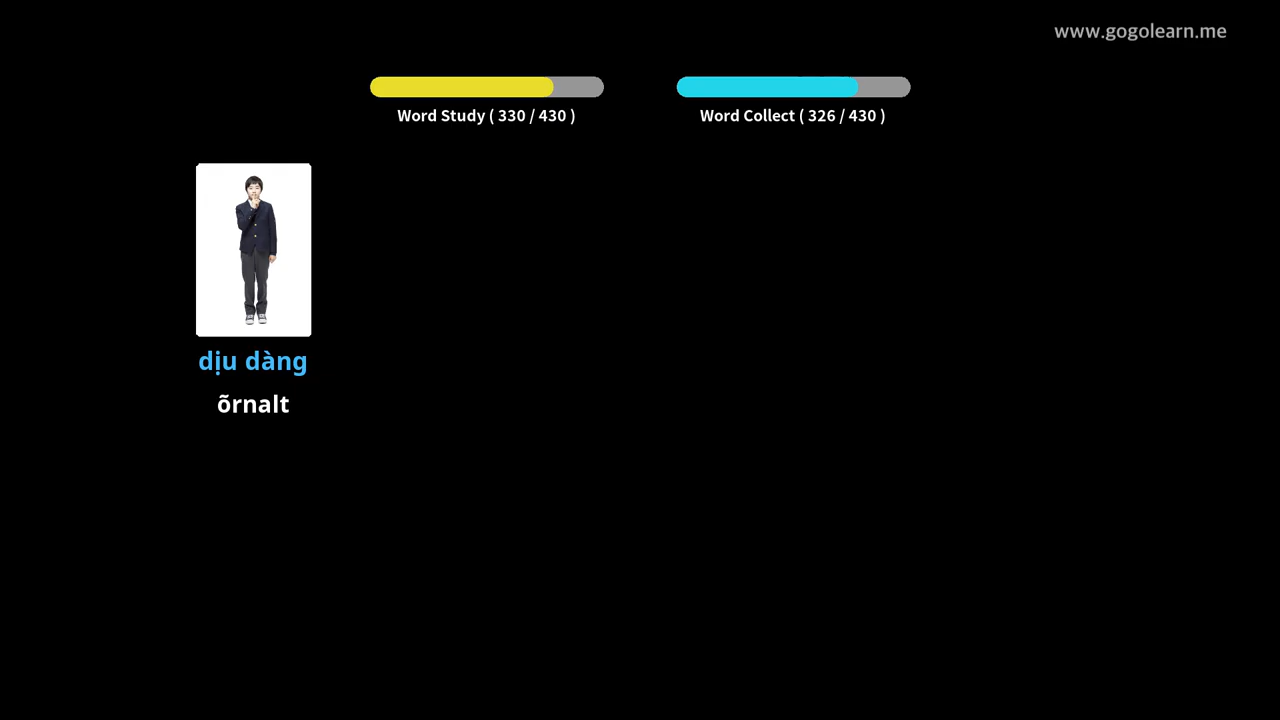 www.gogolearn.me
Word Study ( 330 / 430 )
Word Collect ( 326 / 430 )
dịu dàng
õrnalt